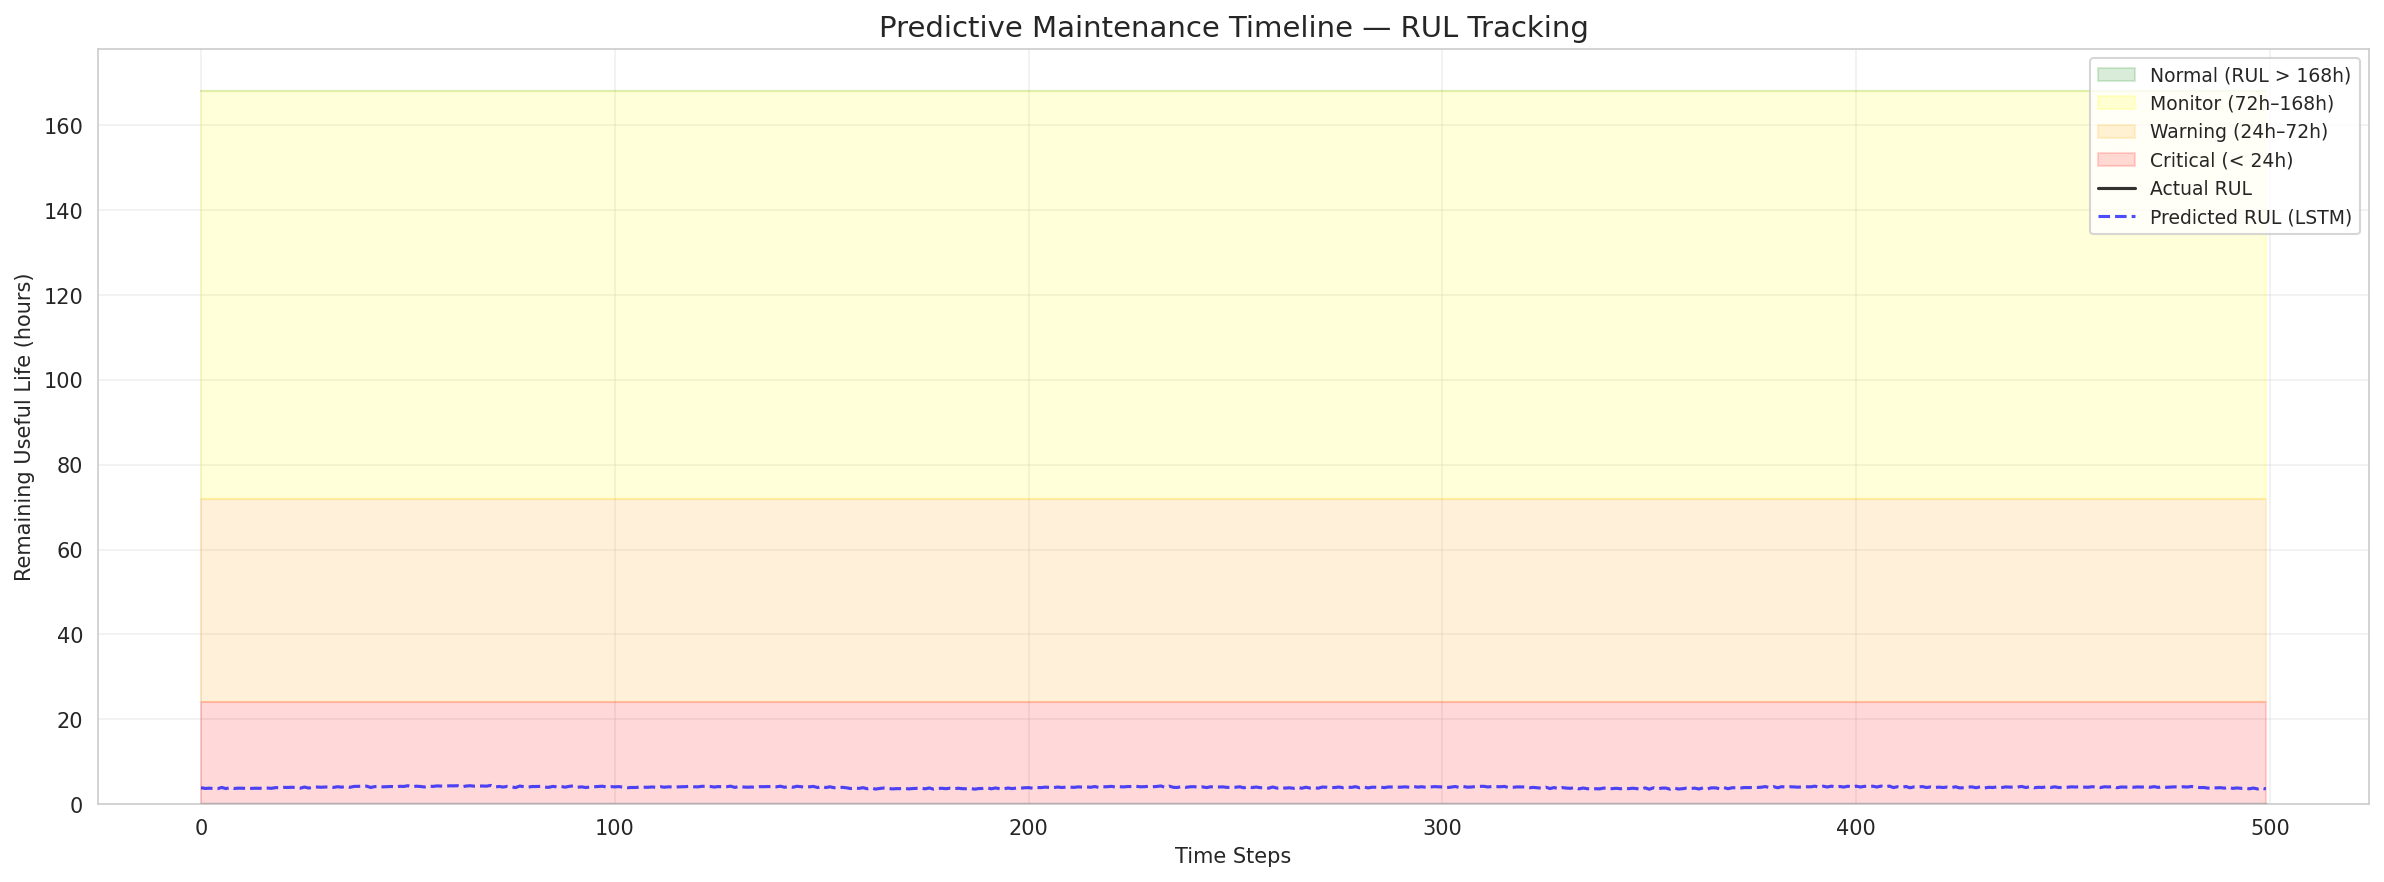 Predictive Maintenance Timeline — RUL Tracking
Normal (RUL > 168h)
Monitor (72h–168h)
Warning (24h–72h)
Critical (< 24h)
Actual RUL
Predicted RUL (LSTM)
Remaining Useful Life (hours)
160
140
120
100
80
60
40
20
0
0 100 200 300 400 500
Time Steps